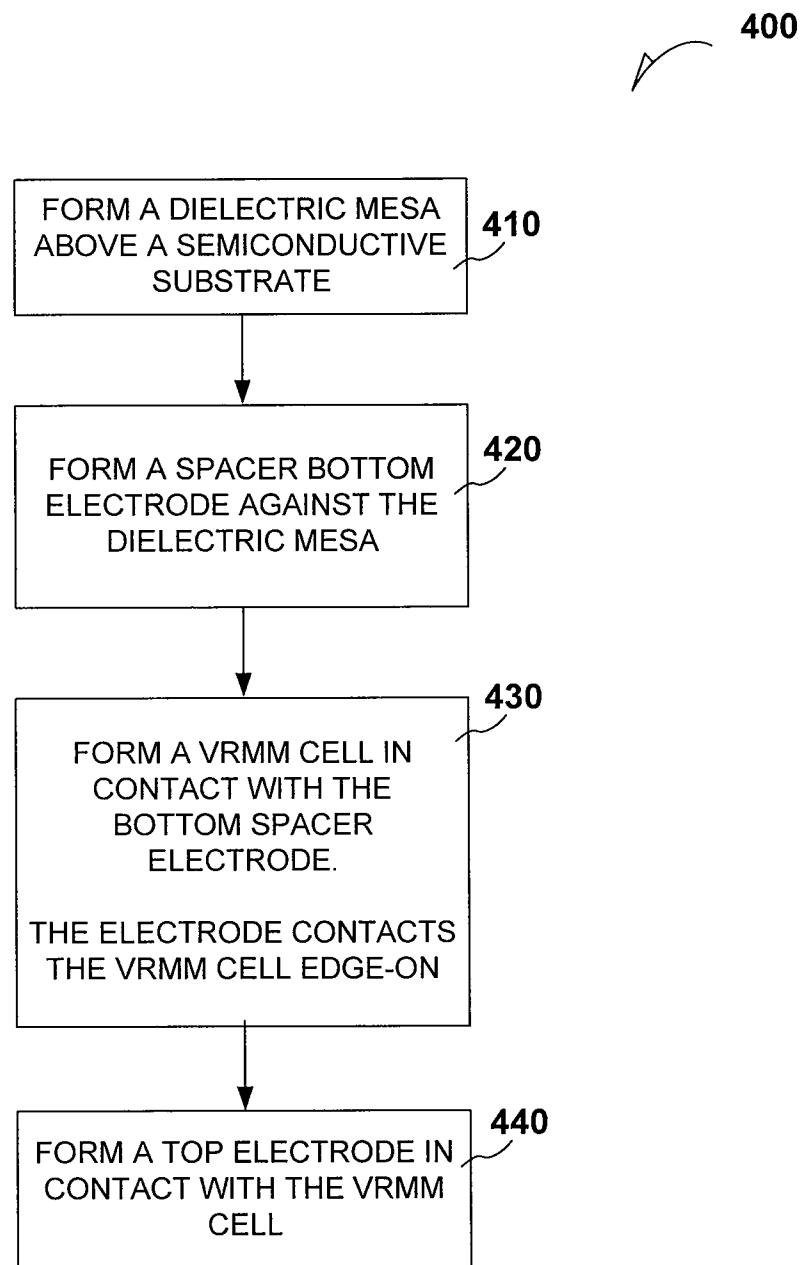 400
FORM A DIELECTRIC MESA
ABOVE A SEMICONDUCTIVE
SUBSTRATE
410
FORM A SPACER BOTTOM
ELECTRODE AGAINST THE
DIELECTRIC MESA
420
FORM A VRMM CELL IN
CONTACT WITH THE
BOTTOM SPACER
ELECTRODE.
THE ELECTRODE CONTACTS
THE VRMM CELL EDGE-ON
430
FORM A TOP ELECTRODE IN
CONTACT WITH THE VRMM
CELL
440